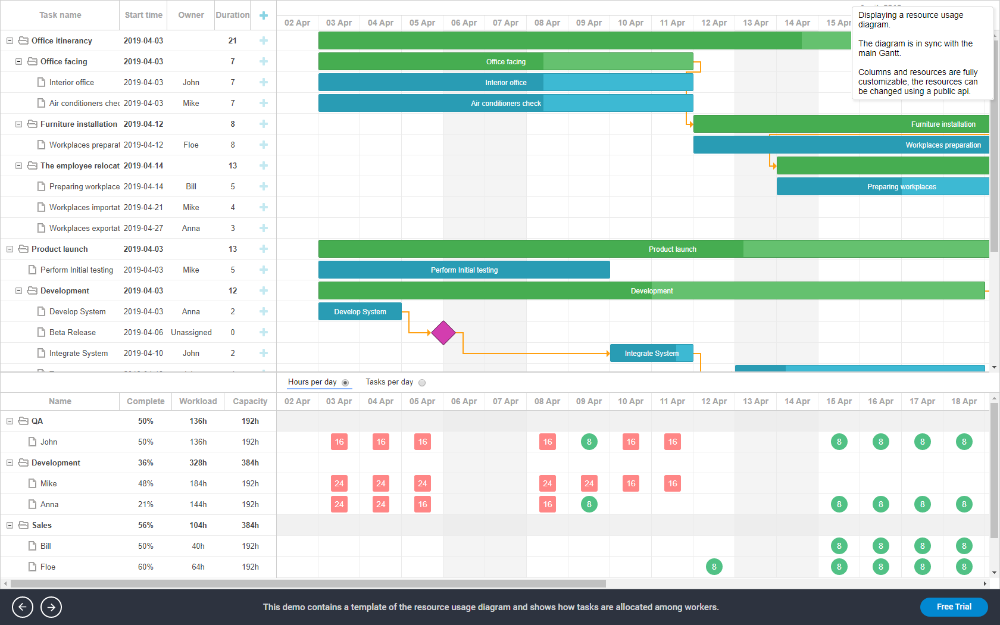 Task name Start time Owner Duration
02 Apr 03 Apr 04 Apr 05 Apr 06 Apr 07 Apr 08 Apr 09 Apr 10 Apr 11 Apr 12 Apr 13 Apr 14 Apr 15 Apr
Displaying a resource usage
diagram.
The diagram is in sync with the
main Gantt.
Columns and resources are fully
customizable, the resources can
be changed using a public api.
Office itinerancy 2019-04-03 21
Office facing 2019-04-03 7 Office facing
Interior office 2019-04-03 John 7 Interior office
Air conditioners chec 2019-04-03 Mike 7 Air conditioners check
Furniture installation 2019-04-12 8 Furniture installation
Workplaces preparat 2019-04-12 Floe 8 Workplaces preparation
The employee relocat 2019-04-14 13
Preparing workplace 2019-04-14 Bill 5 Preparing workplaces
Workplaces importat 2019-04-21 Mike 4
Workplaces exportat 2019-04-27 Anna 3
Product launch 2019-04-03 13 Product launch
Perform Initial testing 2019-04-03 Mike 5 Perform Initial testing
Development 2019-04-03 12 Development
Develop System 2019-04-03 Anna 2 Develop System
Beta Release 2019-04-06 Unassigned 0
Integrate System 2019-04-10 John 2 Integrate System
Hours per day Tasks per day
Name Complete Workload Capacity 02 Apr 03 Apr 04 Apr 05 Apr 06 Apr 07 Apr 08 Apr 09 Apr 10 Apr 11 Apr 12 Apr 13 Apr 14 Apr 15 Apr 16 Apr 17 Apr 18 Apr
QA 50% 136h 192h
John 50% 136h 192h 16 16 16 16 8 16 16 8 8 8 8
Development 36% 328h 384h
Mike 48% 184h 192h 24 24 24 24 24 16 16
Anna 21% 144h 192h 24 24 16 16 8 8 8 8 8
Sales 56% 104h 384h
Bill 50% 40h 192h 8 8 8 8
Floe 60% 64h 192h 8 8 8 8 8
This demo contains a template of the resource usage diagram and shows how tasks are allocated among workers.
Free Trial